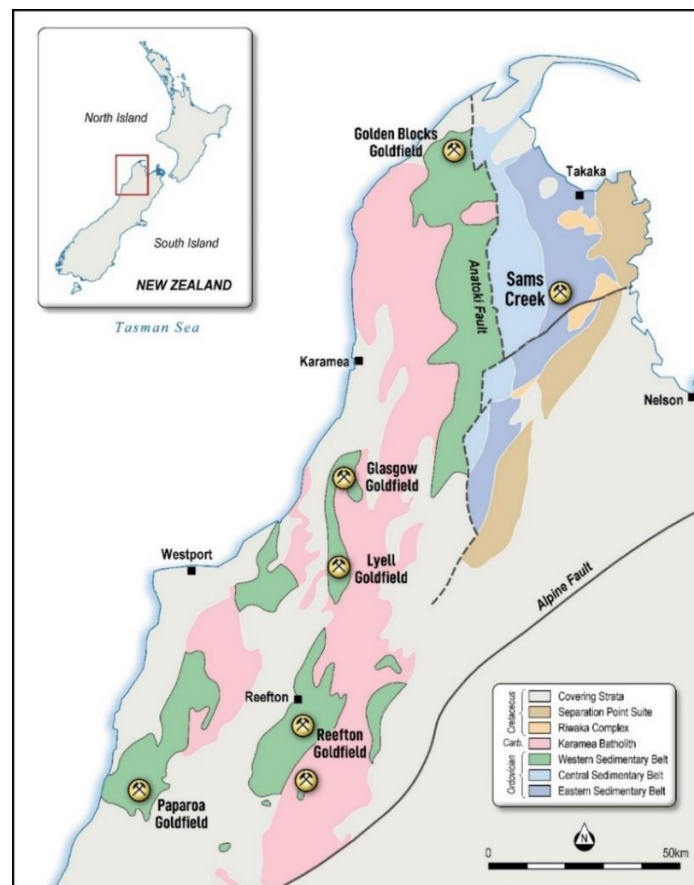 North Island
South Island
NEW ZEALAND
Tasman Sea
Golden Blocks
Goldfield
Takaka
Anatoki Fault
Sams
Creek
Karamea
Nelson
Glasgow
Goldfield
Lyell
Goldfield
Westport
Alpine Fault
Reefton
Reefton
Goldfield
Paparoa
Goldfield
Cretaceous
Covering Strata
Separation Point Suite
Riwaka Complex
Carb.
Karamea Batholith
Ordovician
Western Sedimentary Belt
Central Sedimentary Belt
Eastern Sedimentary Belt
N
0 50km